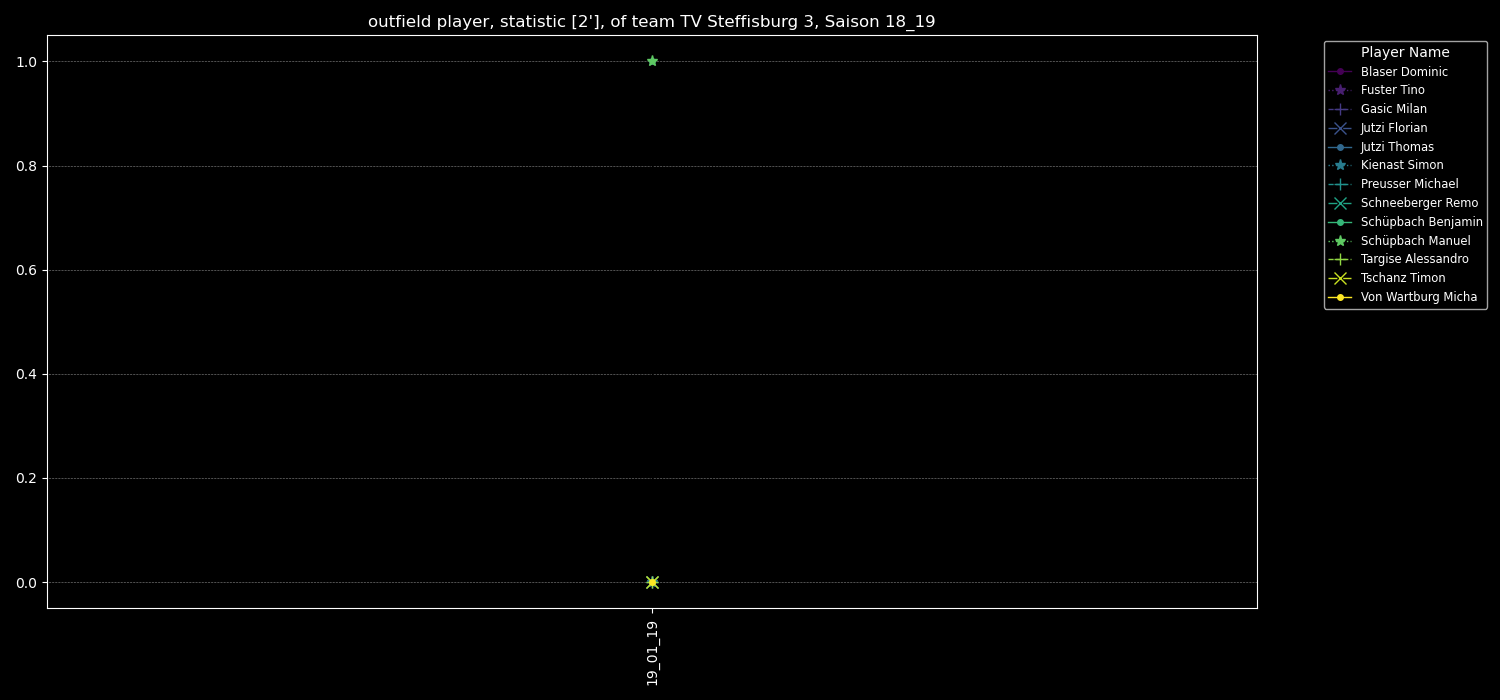 outfield player, statistic [2'], of team TV Steffisburg 3, Saison 18_19
1.0
0.8
0.6
0.4
0.2
0.0
19_01_19
Player Name
Blaser Dominic
Fuster Tino
Gasic Milan
Jutzi Florian
Jutzi Thomas
Kienast Simon
Preusser Michael
Schneeberger Remo
Schüpbach Benjamin
Schüpbach Manuel
Targise Alessandro
Tschanz Timon
Von Wartburg Micha